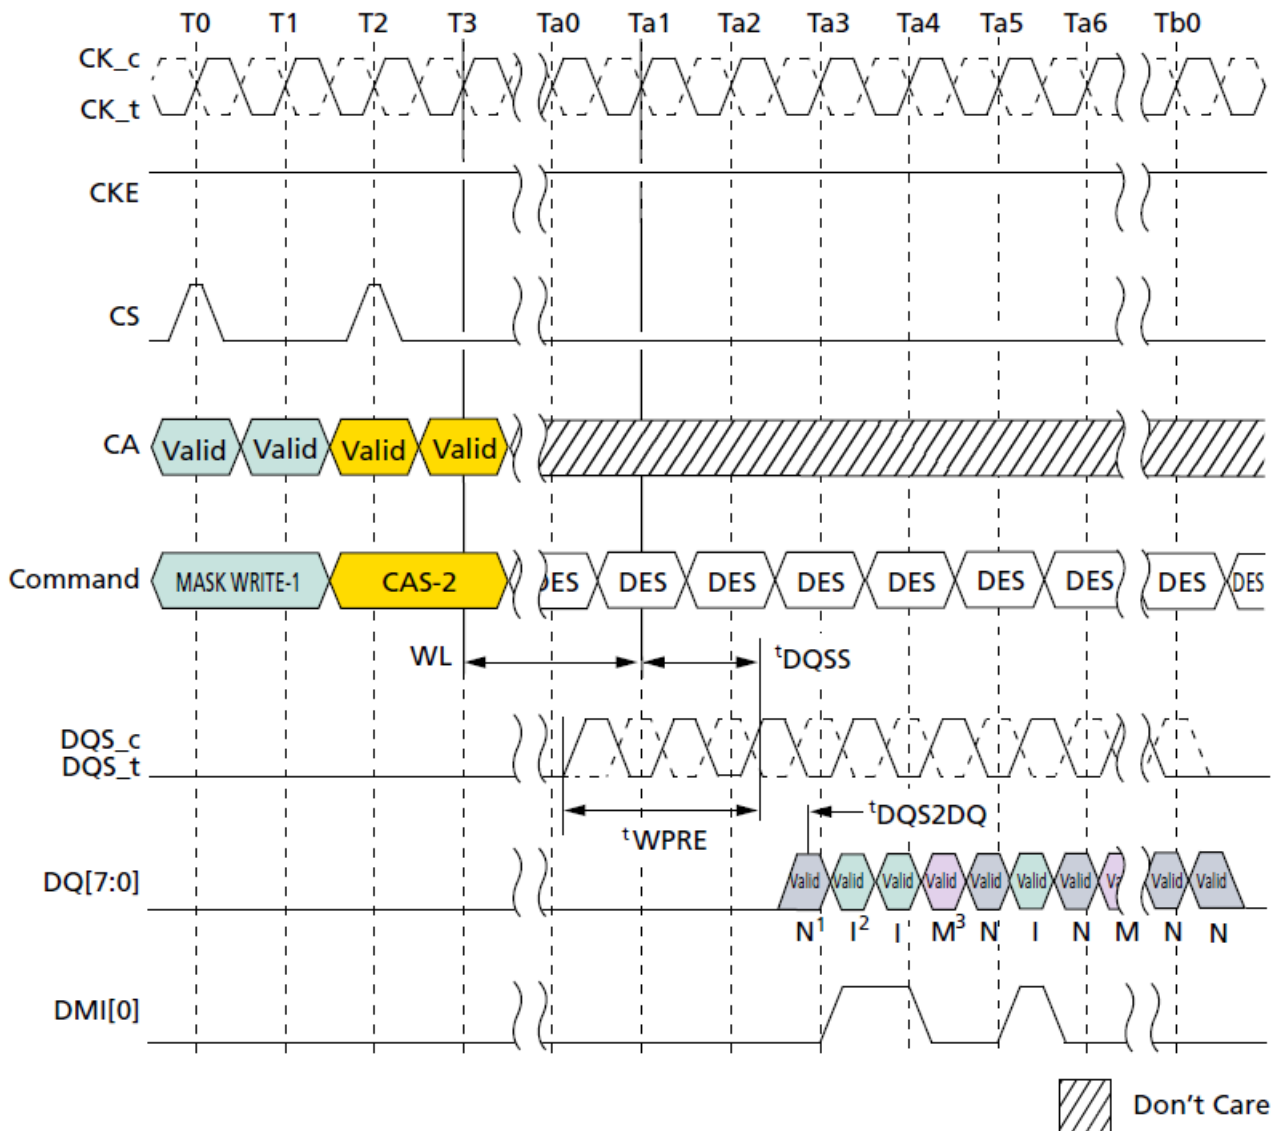 T0 T1 T2 T3 Ta0 Ta1 Ta2 Ta3 Ta4 Ta5 Ta6 Tb0
CK_c
CK_t
CKE
CS
CA Valid Valid Valid Valid
Command MASK WRITE-1 CAS-2 DES DES DES DES DES DES DES DES DES
WL tDQSS
DQS_c
DQS_t
tDQS2DQ
tWPRE
DQ[7:0] Valid Valid Valid Valid Valid Valid Valid Va Valid Valid
N1 I2 I M3 N I N M N N
DMI[0]
Don't Care